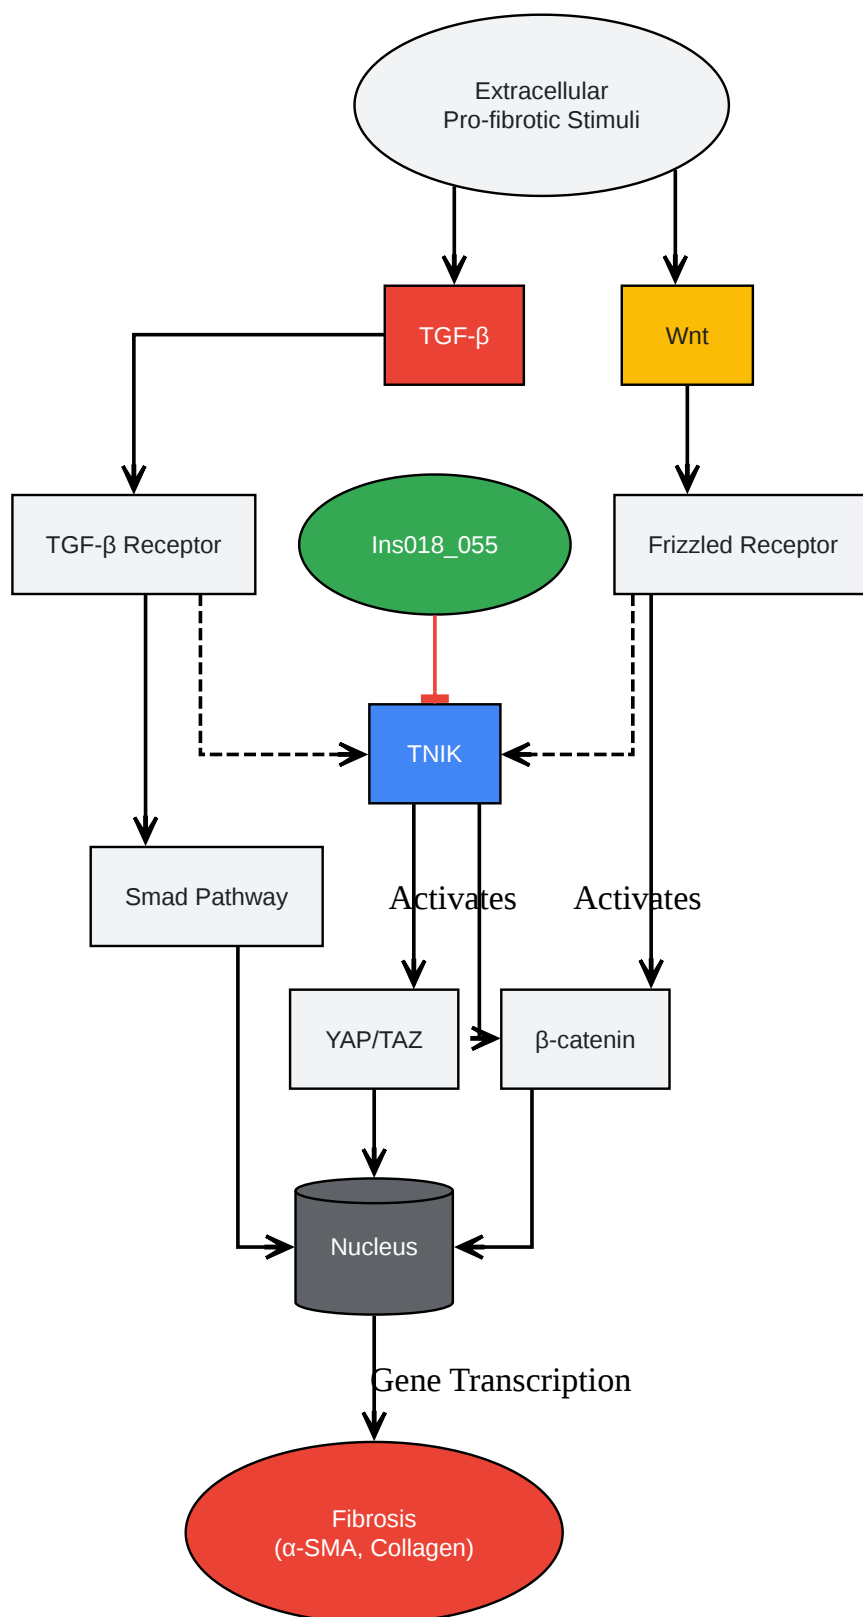 Extracellular
Pro-fibrotic Stimuli
TGF-β
Wnt
TGF-β Receptor
Ins018_055
Frizzled Receptor
TNIK
Smad Pathway
Activates
Activates
YAP/TAZ
β-catenin
Nucleus
Gene Transcription
Fibrosis
(α-SMA, Collagen)